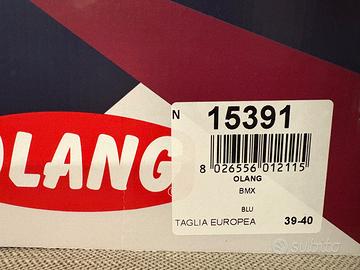 OLANG
N 15391
8 026556 012115
OLANG
BMX
BLU
TAGLIA EUROPEA 39-40
subito